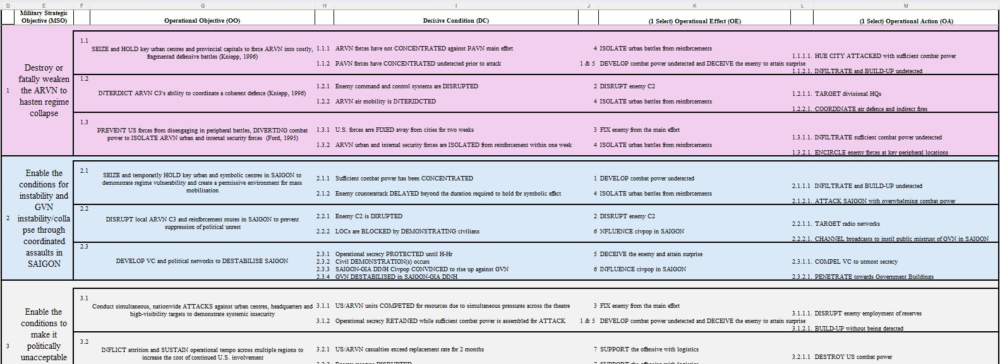 D E F G H I J K L M
Military Strategic
Objective (MSO)
Operational Objective (OO)
Decisive Condition (DC)
(1 Select) Operational Effect (OE)
(1 Select) Operational Action (OA)
1
Destroy or
fatally weaken
the ARVN to
hasten regime
collapse
1.1
SEIZE and HOLD key urban centres and provincial capitals to force ARVN into costly,
fragmented defensive battles (Kniepp, 1996)
1.1.1 ARVN forces have not CONCENTRATED against PAVN main effort
4 ISOLATE urban battles from reinforcements
1.1.1.1. HUE CITY ATTACKED with sufficient combat power
1.1.2 PAVN forces have CONCENTRATED undetected prior to attack
1 & 5 DEVELOP combat power undetected and DECEIVE the enemy to attain surprise
1.1.2.1. INFILTRATE and BUILD-UP undetected
1.2
INTERDICT ARVN C3's ability to coordinate a coherent defence (Kniepp, 1996)
1.2.1 Enemy command and control systems are DISRUPTED
2 DISRUPT enemy C2
1.2.1.1. TARGET divisional HQs
1.2.2 ARVN air mobility is INTERIDCTED
4 ISOLATE urban battles from reinforcements
1.2.2.1. COORDINATE air defence and indirect fires
1.3
PREVENT US forces from disengaging in peripheral battles, DIVERTING combat
power to ISOLATE ARVN urban and internal security forces (Ford, 1995)
1.3.1 U.S. forces are FIXED away from cities for two weeks
3 FIX enemy from the main effort
1.3.1.1. INFILTRATE sufficient combat power undetected
1.3.2 ARVN urban and internal security forces are ISOLATED from reinforcement within one week
4 ISOLATE urban battles from reinforcements
1.3.2.1. ENCIRCLE enemy forces at key peripheral locations
2
Enable the
conditions for
instability and
GVN
instability/colla
pse through
coordinated
assaults in
SAIGON
2.1
SEIZE and temporarily HOLD key urban and symbolic centres in SAIGON to
demonstrate regime vulnerability and create a permissive environment for mass
mobilisation
2.1.1 Sufficient combat power has been CONCENTRATED
1 DEVELOP combat power undetected
2.1.1.1 INFILTRATE and BUILD-UP undetected
2.1.2 Enemy counterattack DELAYED beyond the duration required to hold for symbolic effect
4 ISOLATE urban battles from reinforcements
2.1.2.1. ATTACK SAIGON with overwhelming combat power
2.2
DISRUPT local ARVN C3 and reinforcement routes in SAIGON to prevent
suppression of political unrest
2.2.1 Enemy C2 is DIRUPTED
2 DISRUPT enemy C2
2.2.1.1. TARGET radio networks
2.2.2 LOCs are BLOCKED by DEMONSTRATING civilians
6 NFLUENCE civpop in SAIGON
2.2.2.1. CHANNEL broadcasts to instil public mistrust of GVN in SAIGON
2.3
DEVELOP VC and political networks to DESTABILISE SAIGON
2.3.1 Operational secrecy PROTECTED until H-Hr
5 DECEIVE the enemy and attain surprise
2.3.2 Civil DEMONSTRATION(s) occurs
2.3.1.1. COMPEL VC to utmost secrecy
2.3.3 SAIGON-GIA DINH Civpop CONVINCED to rise up against GVN
6 INFLUENCE civpop in SAIGON
2.3.4 GVN DESTABILISED in SAIGON-GIA DINH
2.3.2.1. PENETRATE towards Government Buildings
3
Enable the
conditions to
make it
politically
unacceptable
3.1
Conduct simultaneous, nationwide ATTACKS against urban centres, headquarters and
high-visibility targets to demonstrate systemic insecurity
3.1.1 US/ARVN units COMPETED for resources due to simultaneous pressures across the theatre
3 FIX enemy from the main effort
3.1.1.1. DISRUPT enemy employment of reserves
3.1.2 Operational secrecy RETAINED while sufficient combat power is assembled for ATTACK
1 & 5 DEVELOP combat power undetected and DECEIVE the enemy to attain surprise
3.1.2.1. BUILD-UP without being detected
3.2
INFLICT attrition and SUSTAIN operational tempo across multiple regions to
increase the cost of continued U.S. involvement
3.2.1 US/ARVN casualties exceed replacement rate for 2 months
7 SUPPORT the offensive with logistics
3.2.1.1 DESTROY US combat power